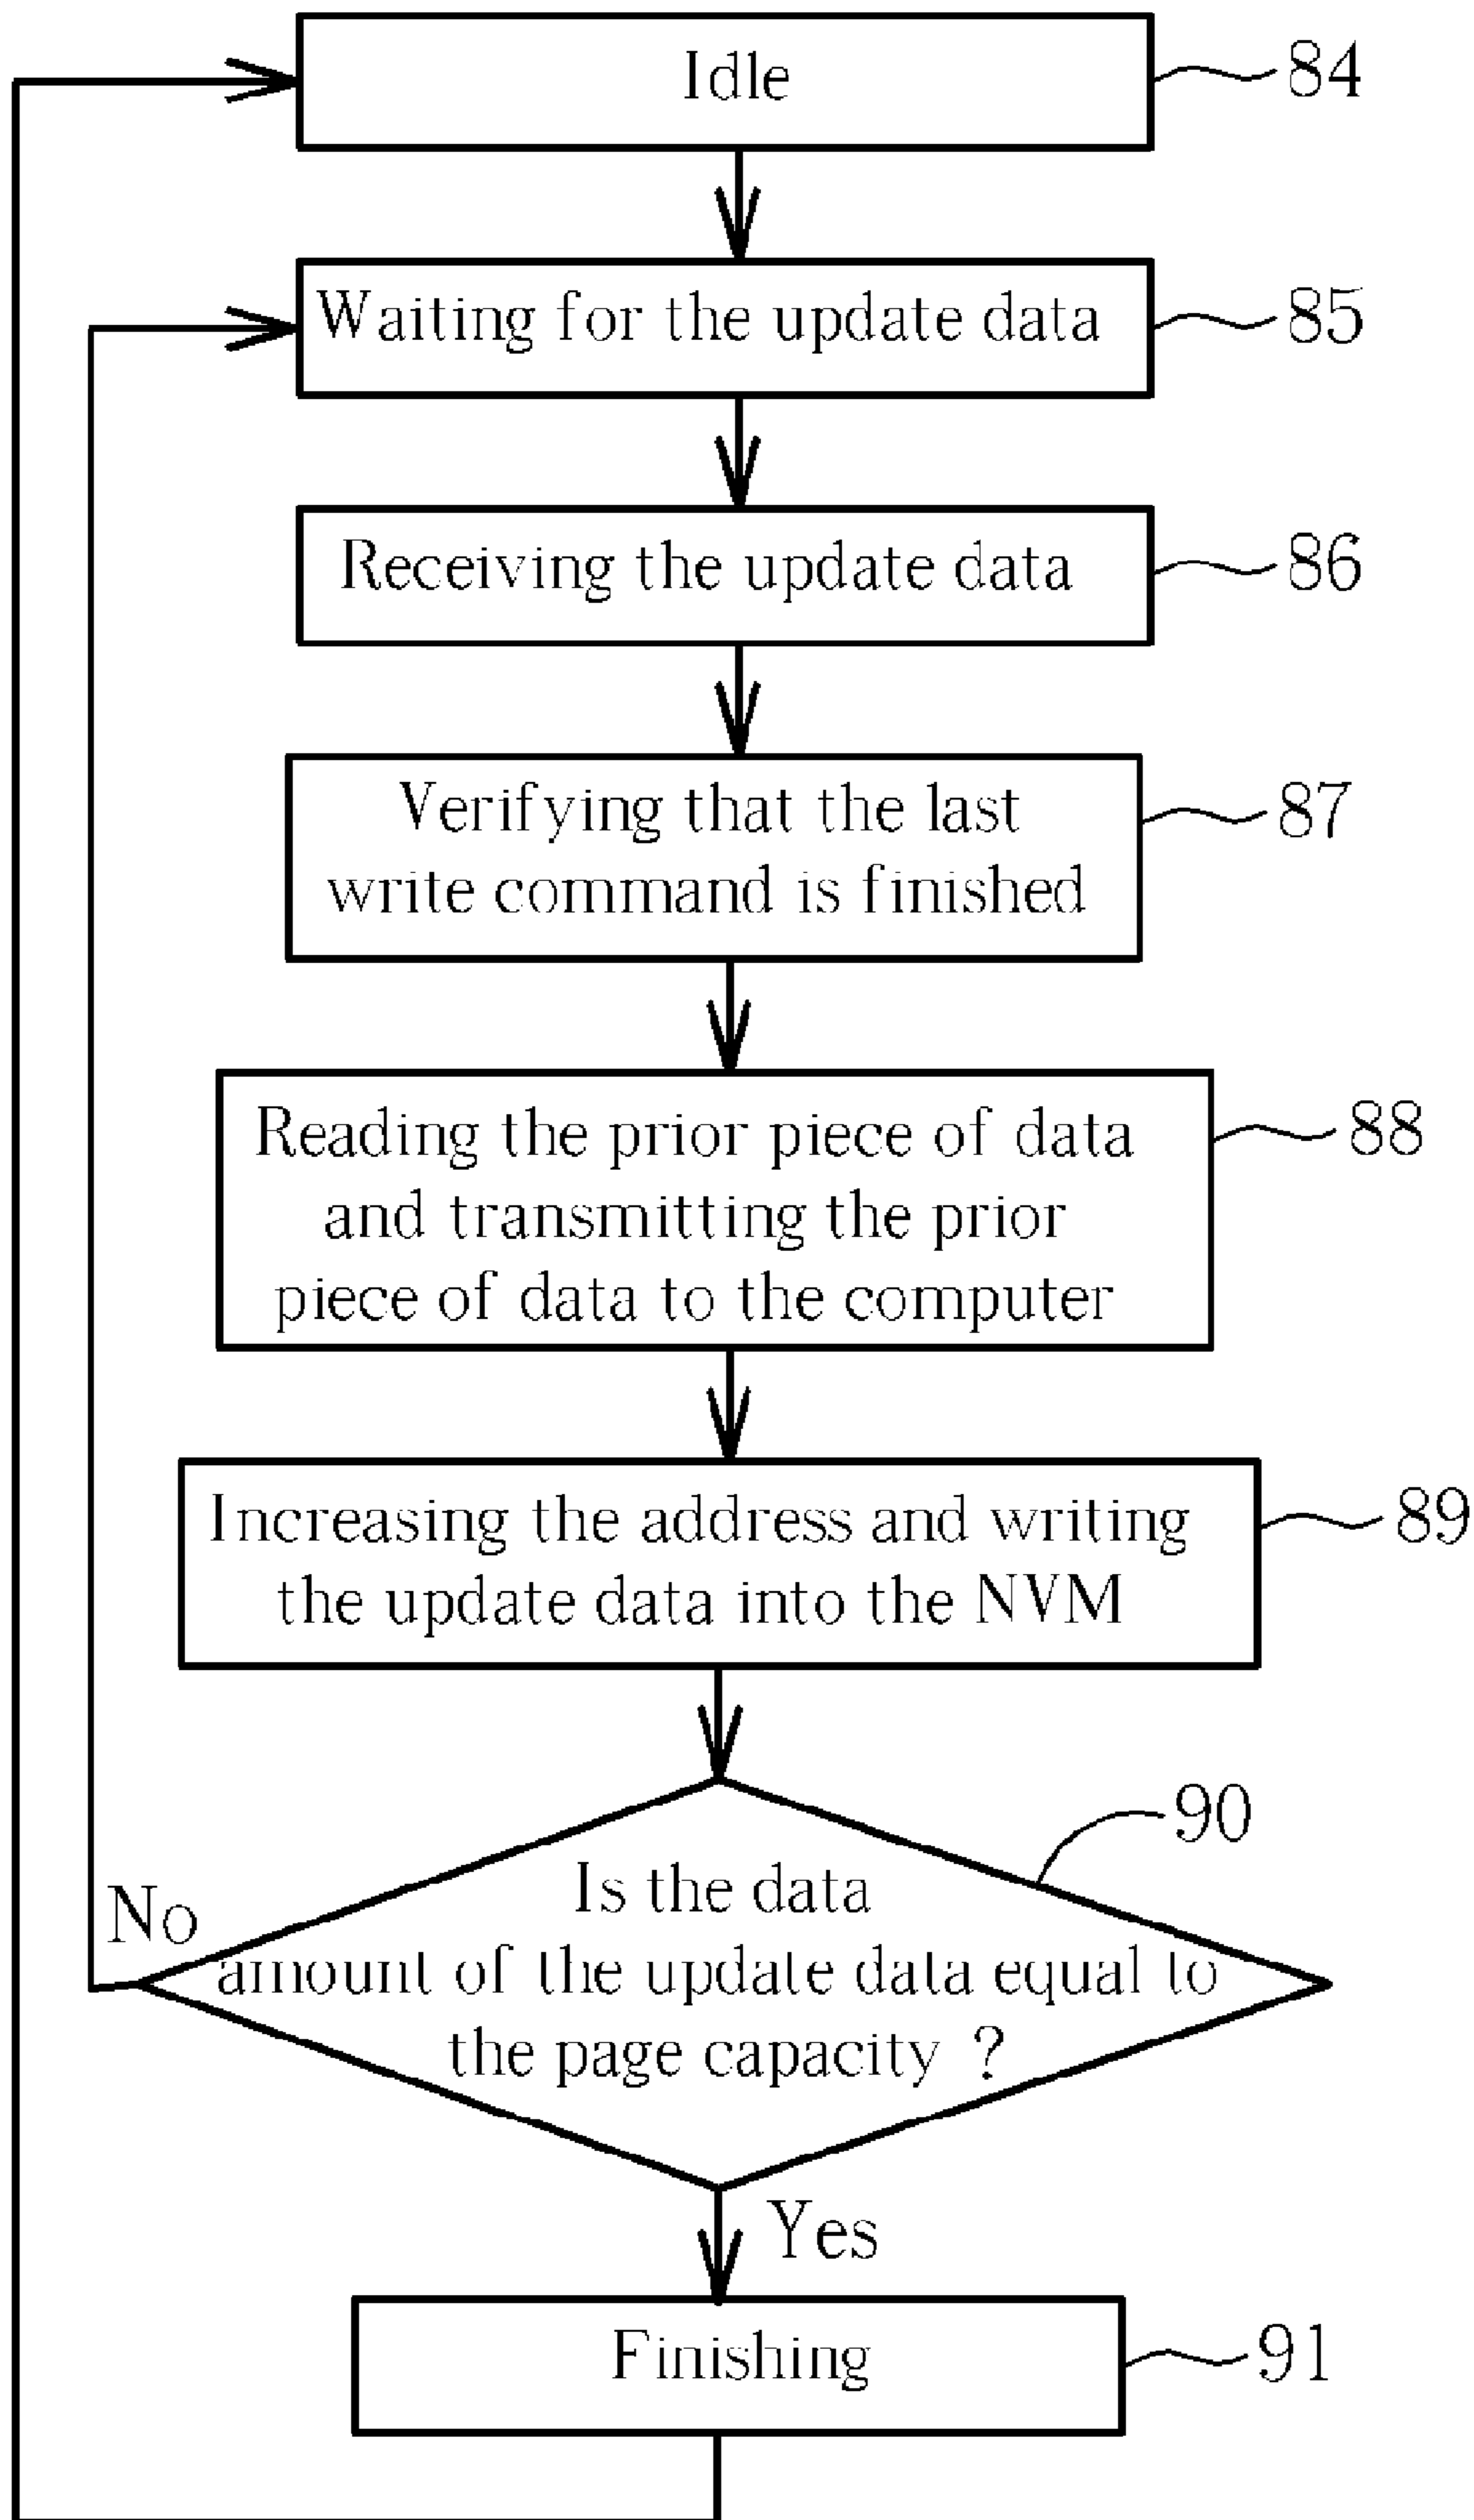 Idle
84
Waiting for the update data
85
Receiving the update data
86
Verifying that the last
write command is finished
87
Reading the prior piece of data
and transmitting the prior
piece of data to the computer
88
Increasing the address and writing
the update data into the NVM
89
90
Is the data
amount of the update data equal to
the page capacity ?
No
Yes
Finishing
91